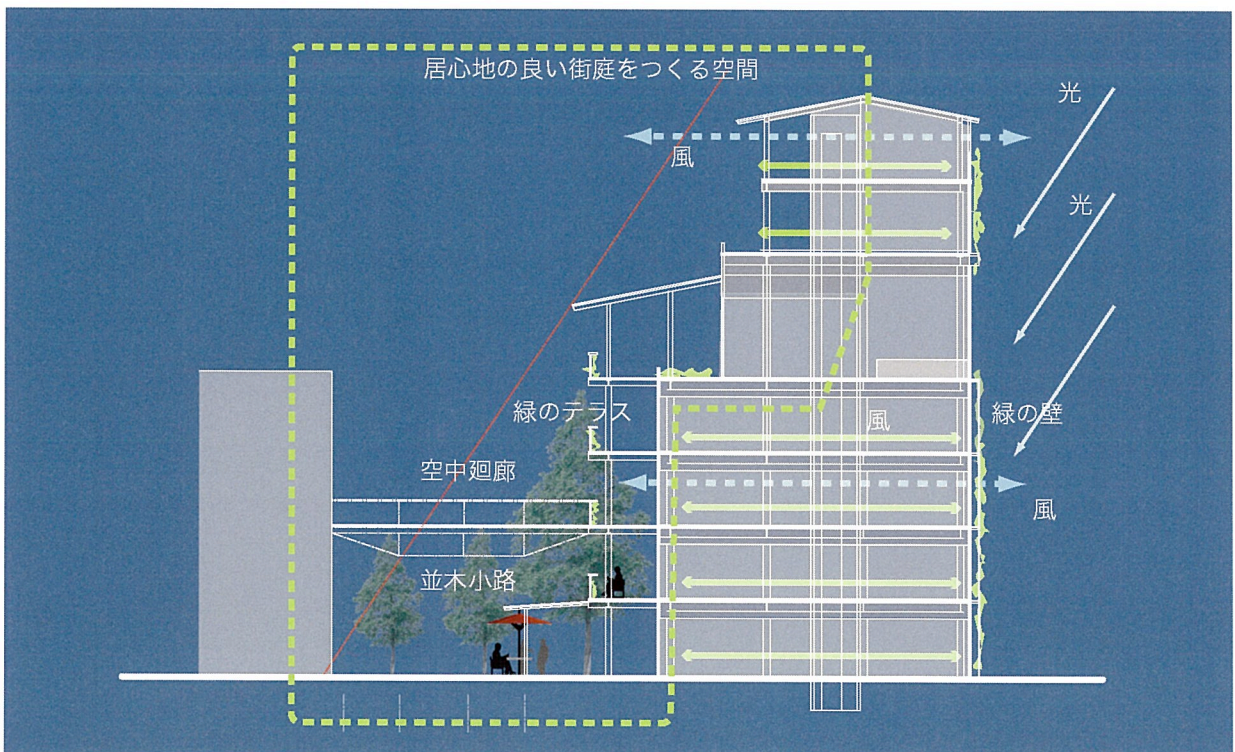 居心地の良い街庭をつくる空間
光
風
光
緑のテラス
風
緑の壁
空中廻廊
風
並木小路